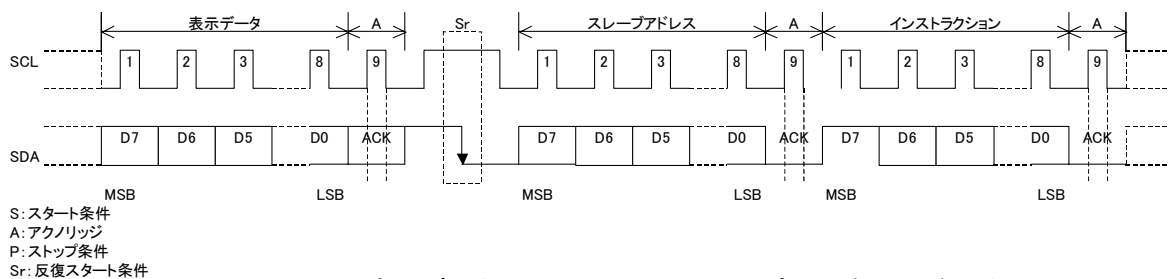 表示データ A Sr スレーブアドレス A インストラクション A
SCL 1 2 3 8 9 1 2 3 8 9 1 2 3 8 9
SDA D7 D6 D5 D0 ACK D7 D6 D5 D0 ACK D7 D6 D5 D0 ACK
MSB LSB MSB LSB MSB LSB
S:スタート条件
A:アクノリッジ
P:ストップ条件
Sr:反復スタート条件